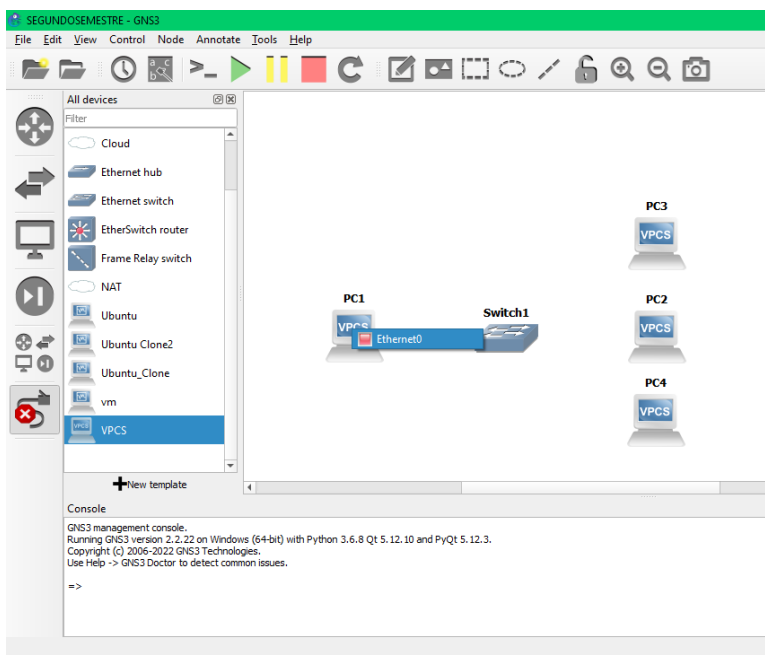 SEGUNDOSEMESTRE - GNS3
File Edit View Control Node Annotate Tools Help
All devices
Filter
Cloud
Ethernet hub
Ethernet switch
EtherSwitch router
Frame Relay switch
NAT
Ubuntu
Ubuntu Clone2
Ubuntu_Clone
vm
VPCS
VPCS
New template
PC3
VPCS
PC1
VPCS
Ethernet0
Switch1
PC2
VPCS
PC4
VPCS
Console
GNS3 management console.
Running GNS3 version 2.2.22 on Windows (64-bit) with Python 3.6.8 Qt 5.12.10 and PyQt 5.12.3.
Copyright (c) 2006-2022 GNS3 Technologies.
Use Help -> GNS3 Doctor to detect common issues.
=>